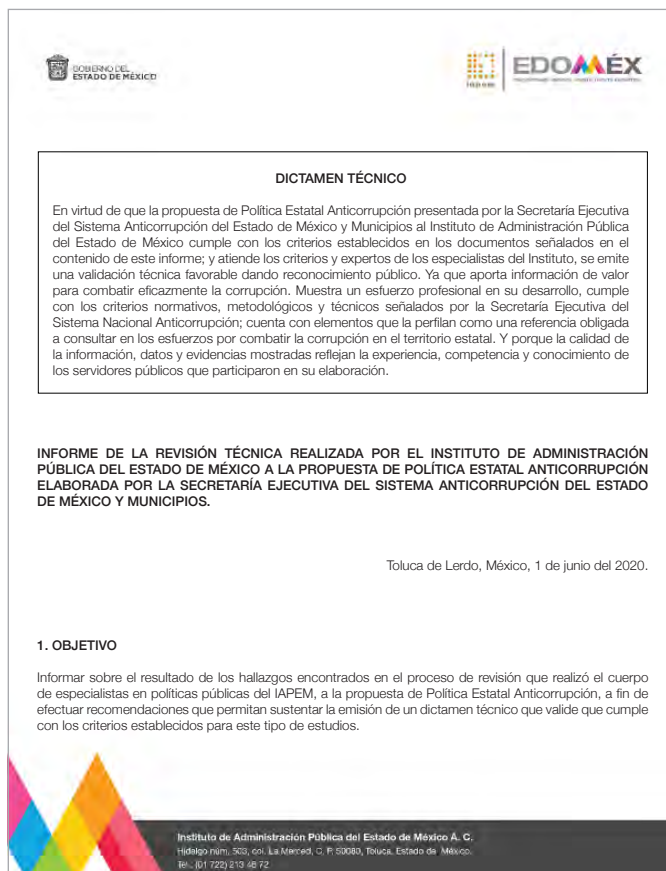 GOBIERNO DEL
ESTADO DE MÉXICO
EDOMÉX
DICTAMEN TÉCNICO
En virtud de que la propuesta de Política Estatal Anticorrupción presentada por la Secretaría Ejecutiva
del Sistema Anticorrupción del Estado de México y Municipios al Instituto de Administración Pública
del Estado de México cumple con los criterios establecidos en los documentos señalados en el
contenido de este informe; y atiende los criterios y expertos de los especialistas del Instituto, se emite
una validación técnica favorable dando reconocimiento público. Ya que aporta información de valor
para combatir eficazmente la corrupción. Muestra un esfuerzo profesional en su desarrollo, cumple
con los criterios normativos, metodológicos y técnicos señalados por la Secretaría Ejecutiva del
Sistema Nacional Anticorrupción; cuenta con elementos que la perfilan como una referencia obligada
a consultar en los esfuerzos por combatir la corrupción en el territorio estatal. Y porque la calidad de
la información, datos y evidencias mostradas reflejan la experiencia, competencia y conocimiento de
los servidores públicos que participaron en su elaboración.
INFORME DE LA REVISIÓN TÉCNICA REALIZADA POR EL INSTITUTO DE ADMINISTRACIÓN
PÚBLICA DEL ESTADO DE MÉXICO A LA PROPUESTA DE POLÍTICA ESTATAL ANTICORRUPCIÓN
ELABORADA POR LA SECRETARÍA EJECUTIVA DEL SISTEMA ANTICORRUPCIÓN DEL ESTADO
DE MÉXICO Y MUNICIPIOS.
Toluca de Lerdo, México, 1 de junio del 2020.
1. OBJETIVO
Informar sobre el resultado de los hallazgos encontrados en el proceso de revisión que realizó el cuerpo
de especialistas en políticas públicas del IAPEM, a la propuesta de Política Estatal Anticorrupción, a fin de
efectuar recomendaciones que permitan sustentar la emisión de un dictamen técnico que valide que cumple
con los criterios establecidos para este tipo de estudios.
Instituto de Administración Pública del Estado de México A. C.
Hidalgo núm. 503, col. La Merced, C. P. 50080, Toluca, Estado de México.
Tel.: (01 722) 213 46 72